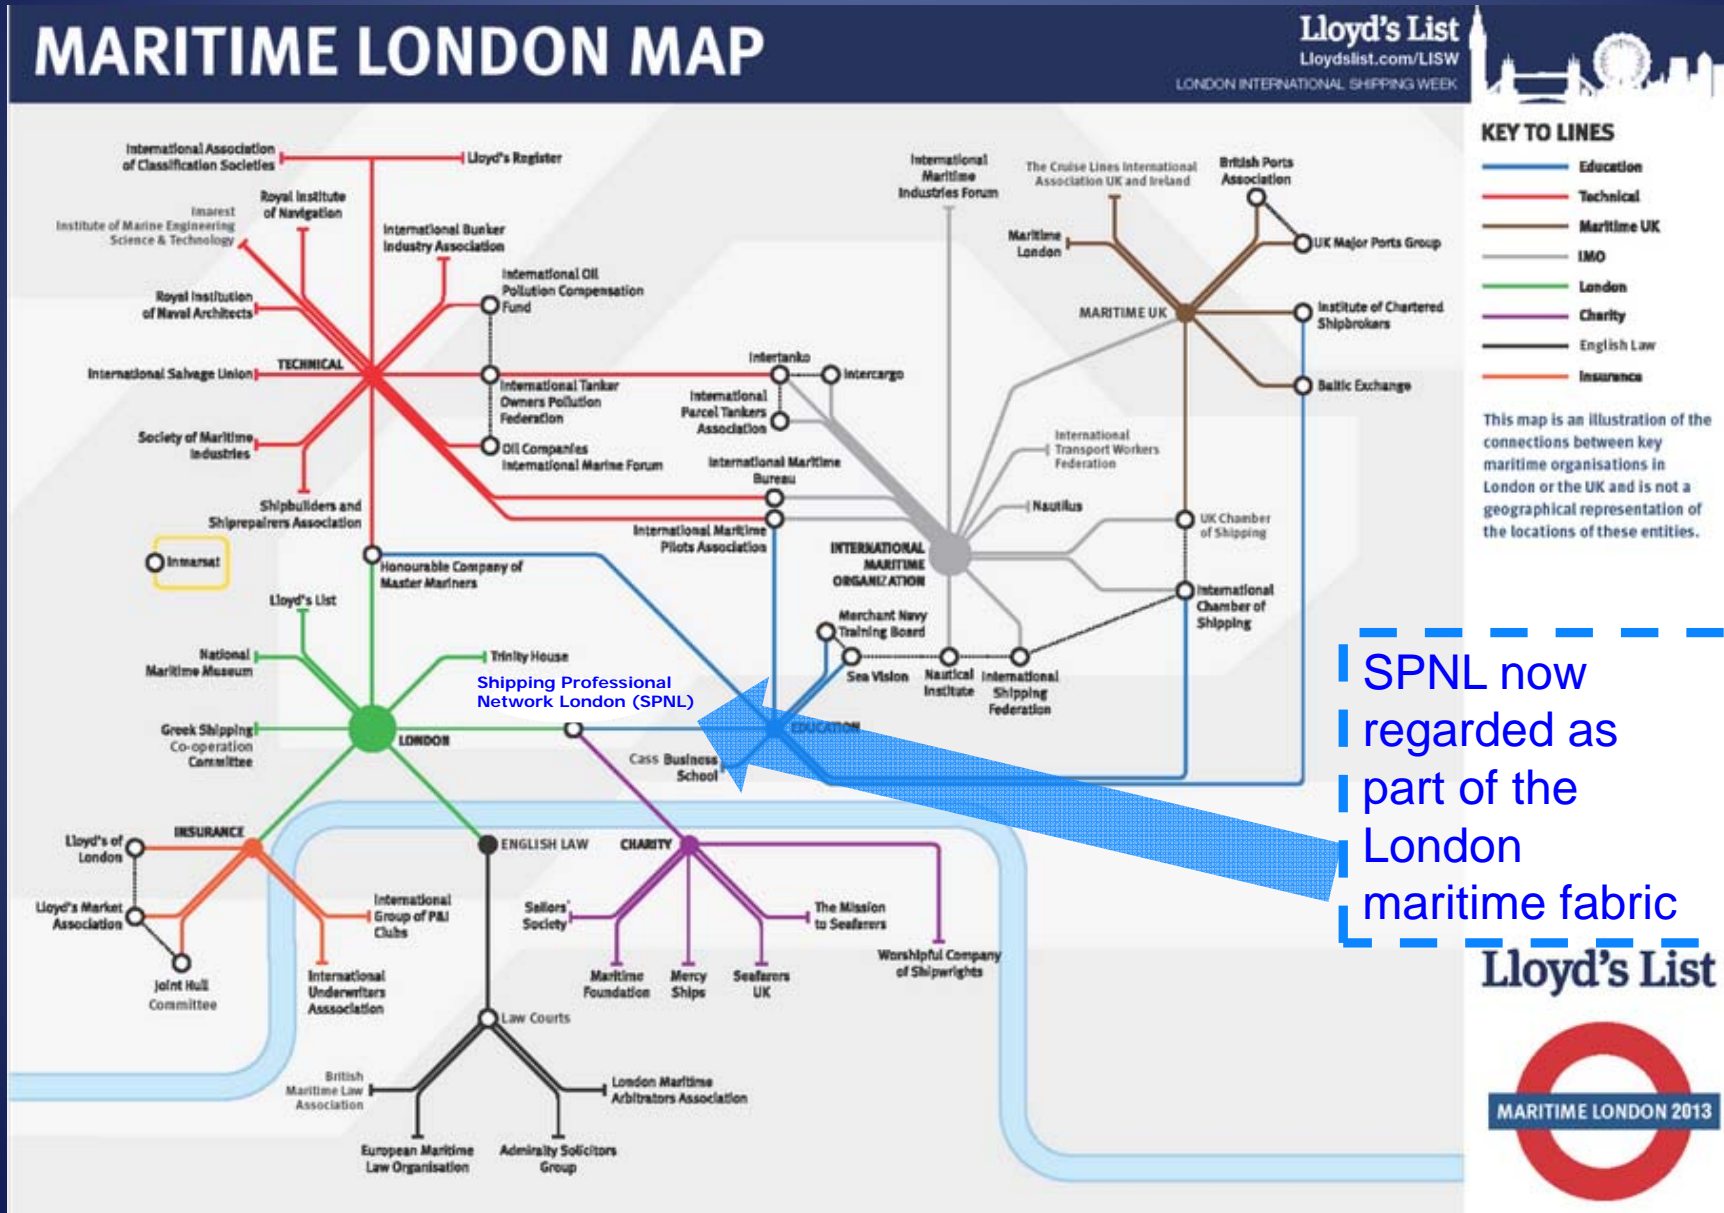 MARITIME LONDON MAP
Lloyd's List
Lloydslist.com/LISW
LONDON INTERNATIONAL SHIPPING WEEK
KEY TO LINES
Education
Technical
Maritime UK
IMO
London
Charity
English Law
Insurance
This map is an illustration of the
connections between key
maritime organisations in
London or the UK and is not a
geographical representation of
the locations of these entities.
International Association
of Classification Societies
Lloyd's Register
Royal Institute
of Navigation
Imarest
Institute of Marine Engineering
Science & Technology
International Bunker
Industry Association
International Oil
Pollution Compensation
Fund
Royal Institution
of Naval Architects
TECHNICAL
International Salvage Union
International Tanker
Owners Pollution
Federation
Society of Maritime
Industries
Oil Companies
International Marine Forum
Shipbuilders and
Shiprepairers Association
Inmarsat
Honourable Company of
Master Mariners
Intertanko
Intercargo
International
Parcel Tankers
Association
International Maritime
Bureau
International Maritime
Pilots Association
International
Maritime
Industries Forum
The Cruise Lines International
Association UK and Ireland
British Ports
Association
Maritime
London
UK Major Ports Group
MARITIME UK
Institute of Chartered
Shipbrokers
Baltic Exchange
International
Transport Workers
Federation
Nautilus
UK Chamber
of Shipping
INTERNATIONAL
MARITIME
ORGANIZATION
International
Chamber of
Shipping
Merchant Navy
Training Board
Sea Vision
Nautical
Institute
International
Shipping
Federation
Lloyd's List
National
Maritime Museum
Trinity House
Shipping Professional
Network London (SPNL)
Greek Shipping
Co-operation
Committee
LONDON
EDUCATION
Cass Business
School
SPNL now
regarded as
part of the
London
maritime fabric
INSURANCE
Lloyd's of
London
Lloyd's Market
Association
Joint Hull
Committee
International
Group of P&I
Clubs
International
Underwriters
Asssociation
ENGLISH LAW
CHARITY
Sailors'
Society
The Mission
to Seafarers
Maritime
Foundation
Mercy
Ships
Seafarers
UK
Worshipful Company
of Shipwrights
Law Courts
British
Maritime Law
Association
London Maritime
Arbitrators Association
European Maritime
Law Organisation
Admiralty Solicitors
Group
Lloyd's List
MARITIME LONDON 2013